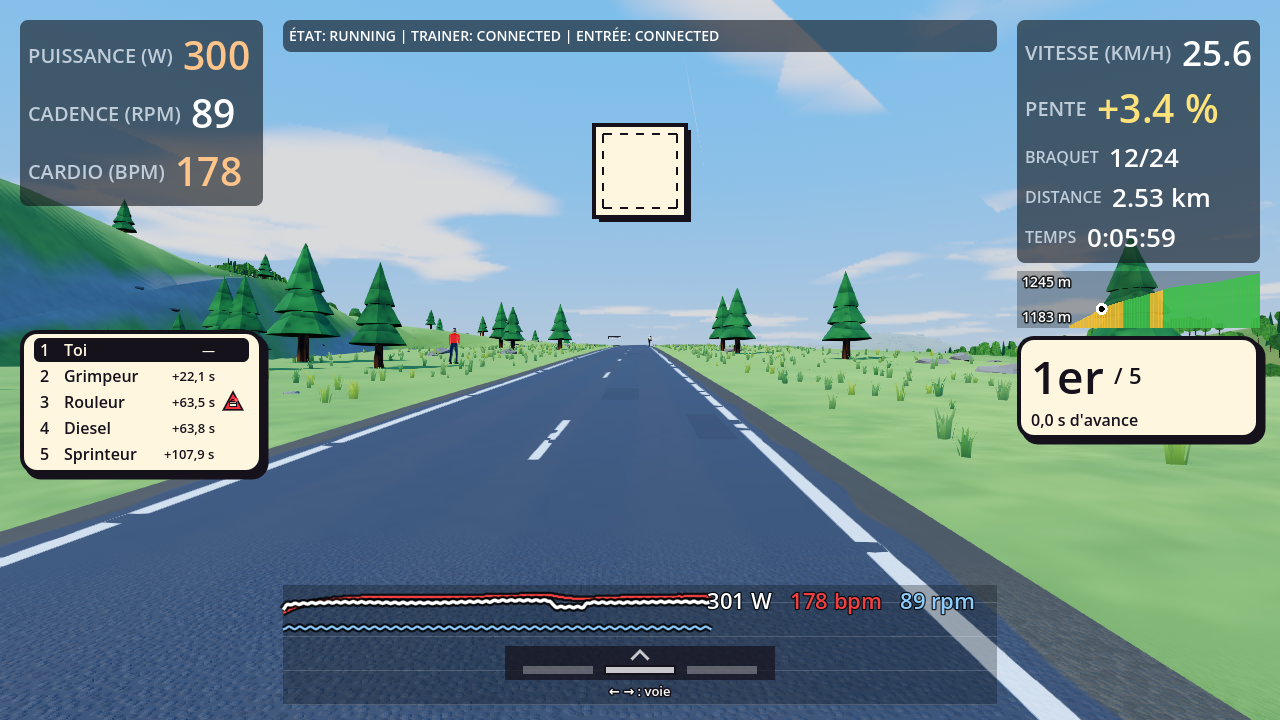 PUISSANCE (W) 300
CADENCE (RPM) 89
CARDIO (BPM) 178
ÉTAT: RUNNING | TRAINER: CONNECTED | ENTRÉE: CONNECTED
VITESSE (KM/H) 25.6
PENTE +3.4 %
BRAQUET 12/24
DISTANCE 2.53 km
TEMPS 0:05:59
1245 m
1183 m
1 Toi —
2 Grimpeur +22,1 s
3 Rouleur +63,5 s
4 Diesel +63,8 s
5 Sprinteur +107,9 s
1er / 5
0,0 s d'avance
301 W 178 bpm 89 rpm
← → : voie